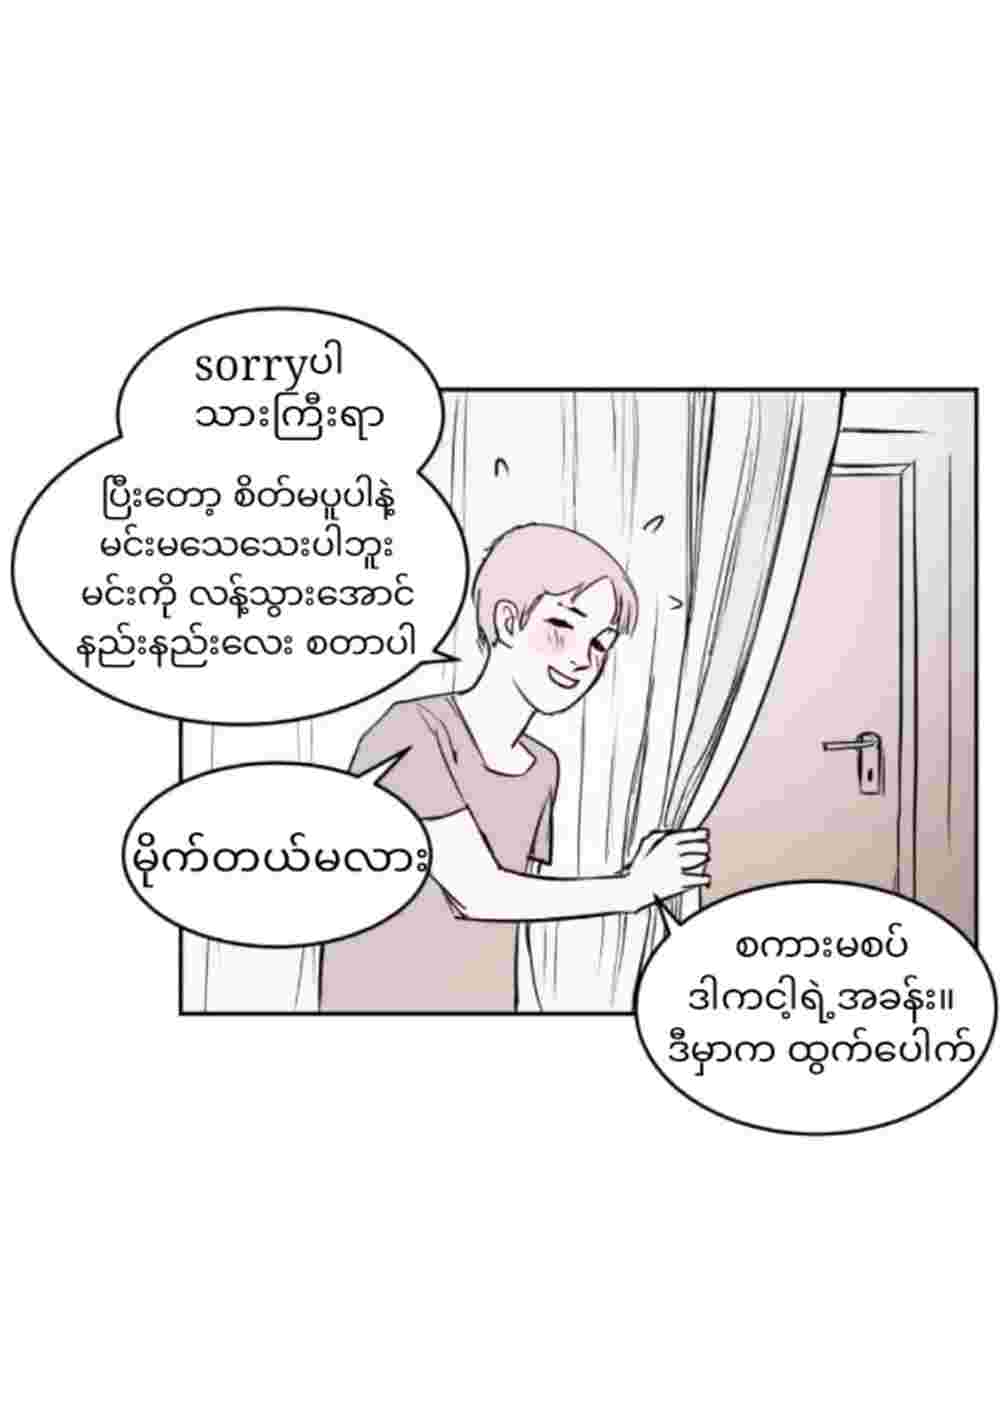 sorryပါ
သားကြီးရာ
ပြီးတော့ စိတ်မပူပါနဲ့
မင်းမသေသေးပါဘူး
မင်းကို လန့်သွားအောင်
နည်းနည်းလေး စတာပါ
မိုက်တယ်မလား
စကားမစပ်
ဒါကငါ့ရဲ့အခန်း။
ဒီမှာက ထွက်ပေါက်